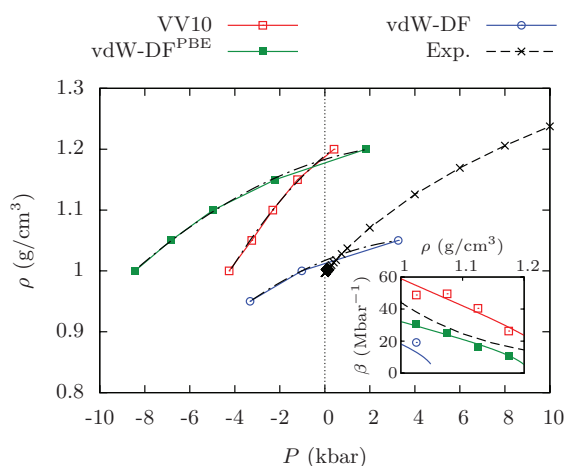 VV10
vdW-DF
vdW-DF^PBE
Exp.
1.3
1.2
1.1
1
0.9
0.8
ρ (g/cm³)
-10 -8 -6 -4 -2 0 2 4 6 8 10
P (kbar)
ρ (g/cm³)
1 1.1 1.2
60
40
20
0
β (Mbar⁻¹)